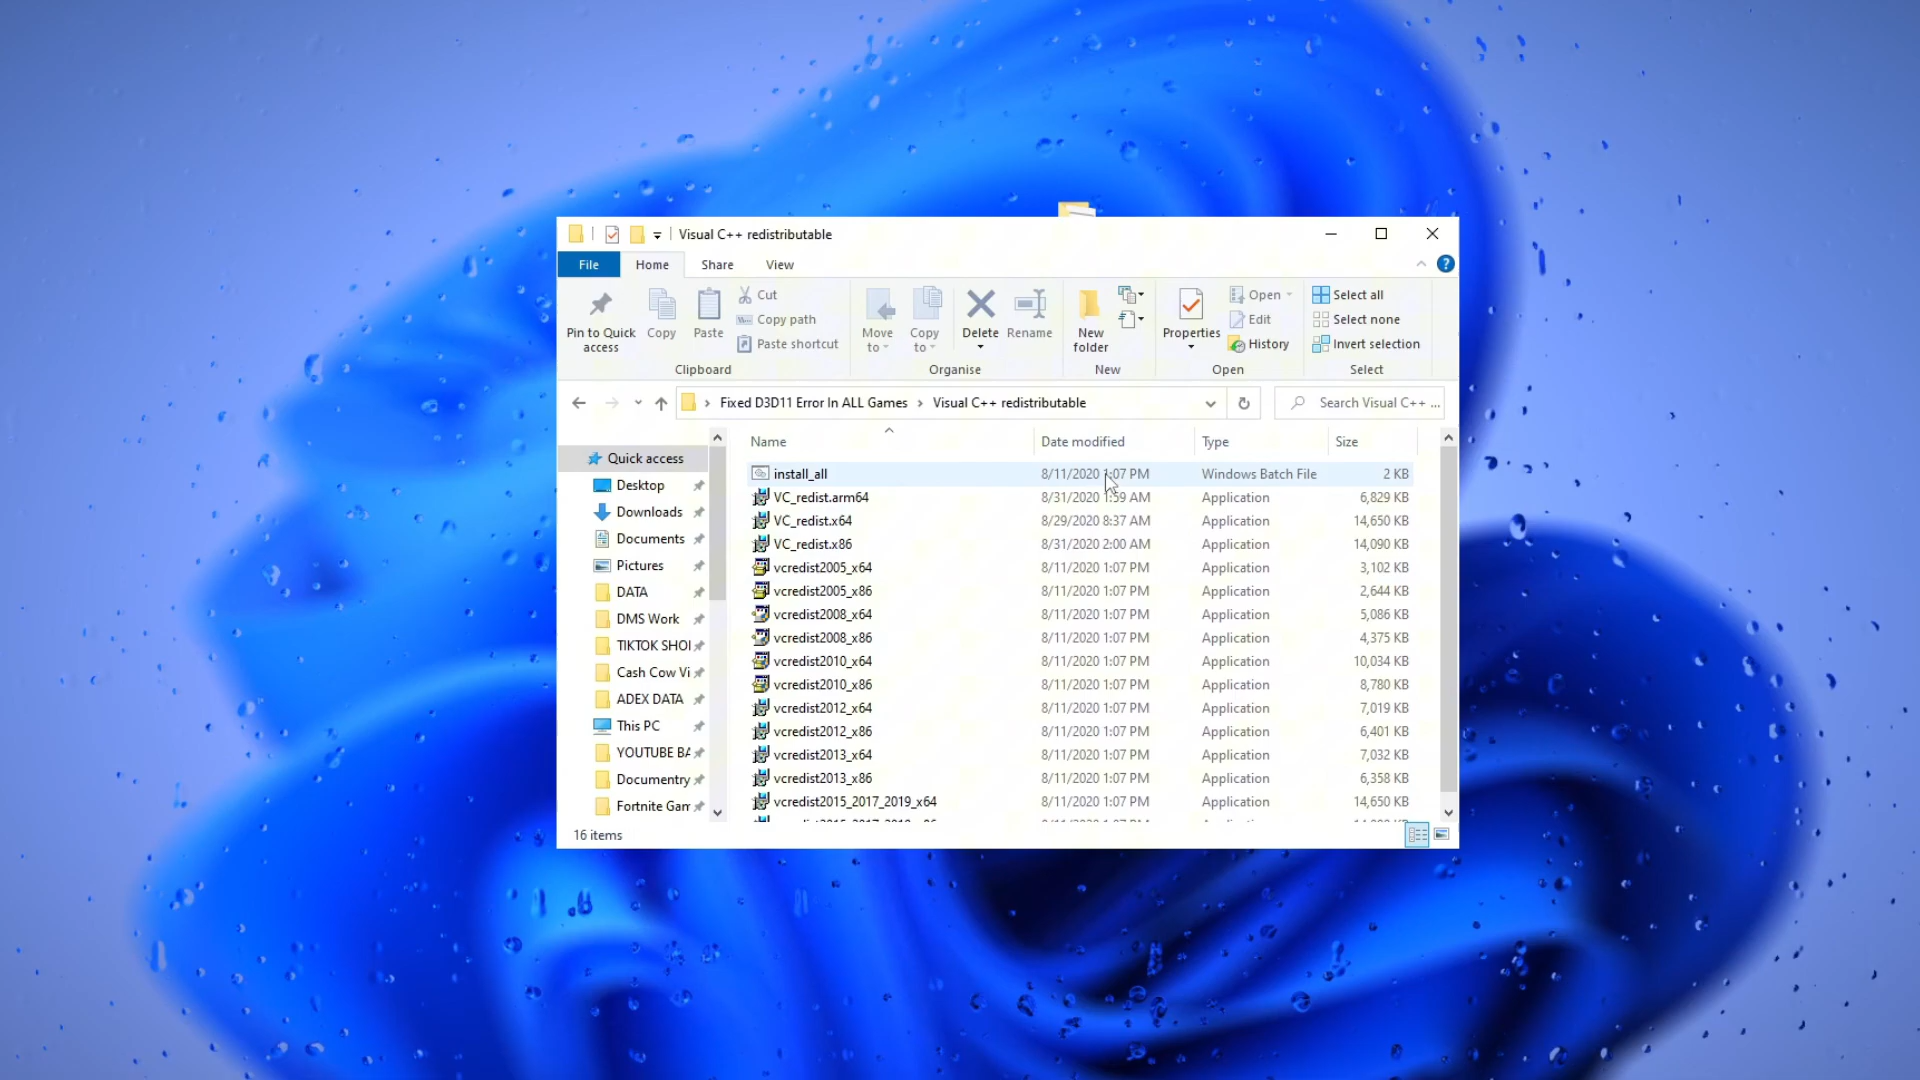 Visual C++ redistributable
File Home Share View
Pin to Quick access
Copy
Paste
Cut
Copy path
Paste shortcut
Move to
Copy to
Delete
Rename
New folder
Properties
Open
Edit
History
Select all
Select none
Invert selection
Clipboard Organise New Open Select
Fixed D3D11 Error In ALL Games > Visual C++ redistributable
Search Visual C++ ...
Quick access
Desktop
Downloads
Documents
Pictures
DATA
DMS Work
TIKTOK SHOI
Cash Cow Vi
ADEX DATA
This PC
YOUTUBE BA
Documentry
Fortnite Gam
Name Date modified Type Size
install_all 8/11/2020 1:07 PM Windows Batch File 2 KB
VC_redist.arm64 8/31/2020 1:59 AM Application 6,829 KB
VC_redist.x64 8/29/2020 8:37 AM Application 14,650 KB
VC_redist.x86 8/31/2020 2:00 AM Application 14,090 KB
vcredist2005_x64 8/11/2020 1:07 PM Application 3,102 KB
vcredist2005_x86 8/11/2020 1:07 PM Application 2,644 KB
vcredist2008_x64 8/11/2020 1:07 PM Application 5,086 KB
vcredist2008_x86 8/11/2020 1:07 PM Application 4,375 KB
vcredist2010_x64 8/11/2020 1:07 PM Application 10,034 KB
vcredist2010_x86 8/11/2020 1:07 PM Application 8,780 KB
vcredist2012_x64 8/11/2020 1:07 PM Application 7,019 KB
vcredist2012_x86 8/11/2020 1:07 PM Application 6,401 KB
vcredist2013_x64 8/11/2020 1:07 PM Application 7,032 KB
vcredist2013_x86 8/11/2020 1:07 PM Application 6,358 KB
vcredist2015_2017_2019_x64 8/11/2020 1:07 PM Application 14,650 KB
16 items